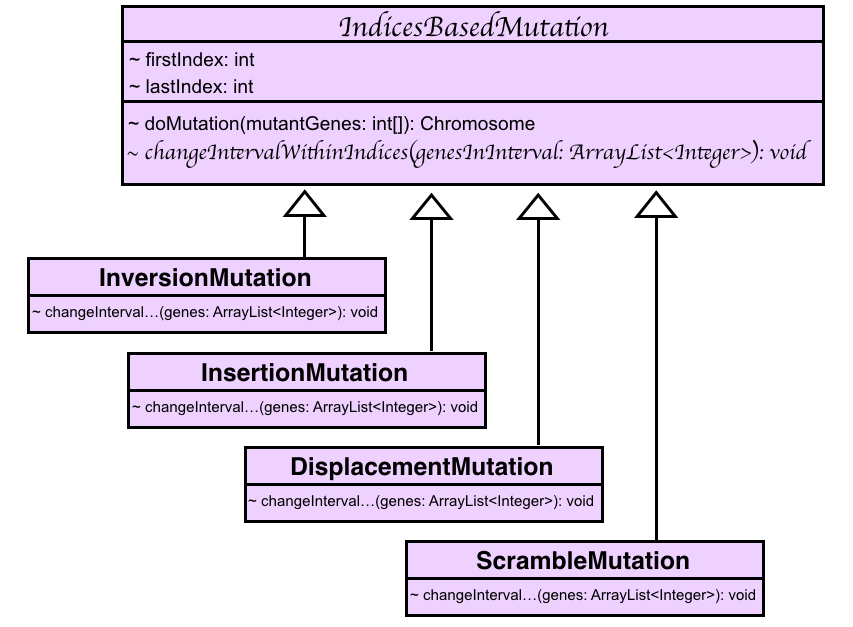 IndicesBasedMutation
~ firstIndex: int
~ lastIndex: int
~ doMutation(mutantGenes: int[]): Chromosome
~ changeIntervalWithinIndices(genesInInterval: ArrayList<Integer>): void
InversionMutation
~ changeInterval…(genes: ArrayList<Integer>): void
InsertionMutation
~ changeInterval…(genes: ArrayList<Integer>): void
DisplacementMutation
~ changeInterval…(genes: ArrayList<Integer>): void
ScrambleMutation
~ changeInterval…(genes: ArrayList<Integer>): void